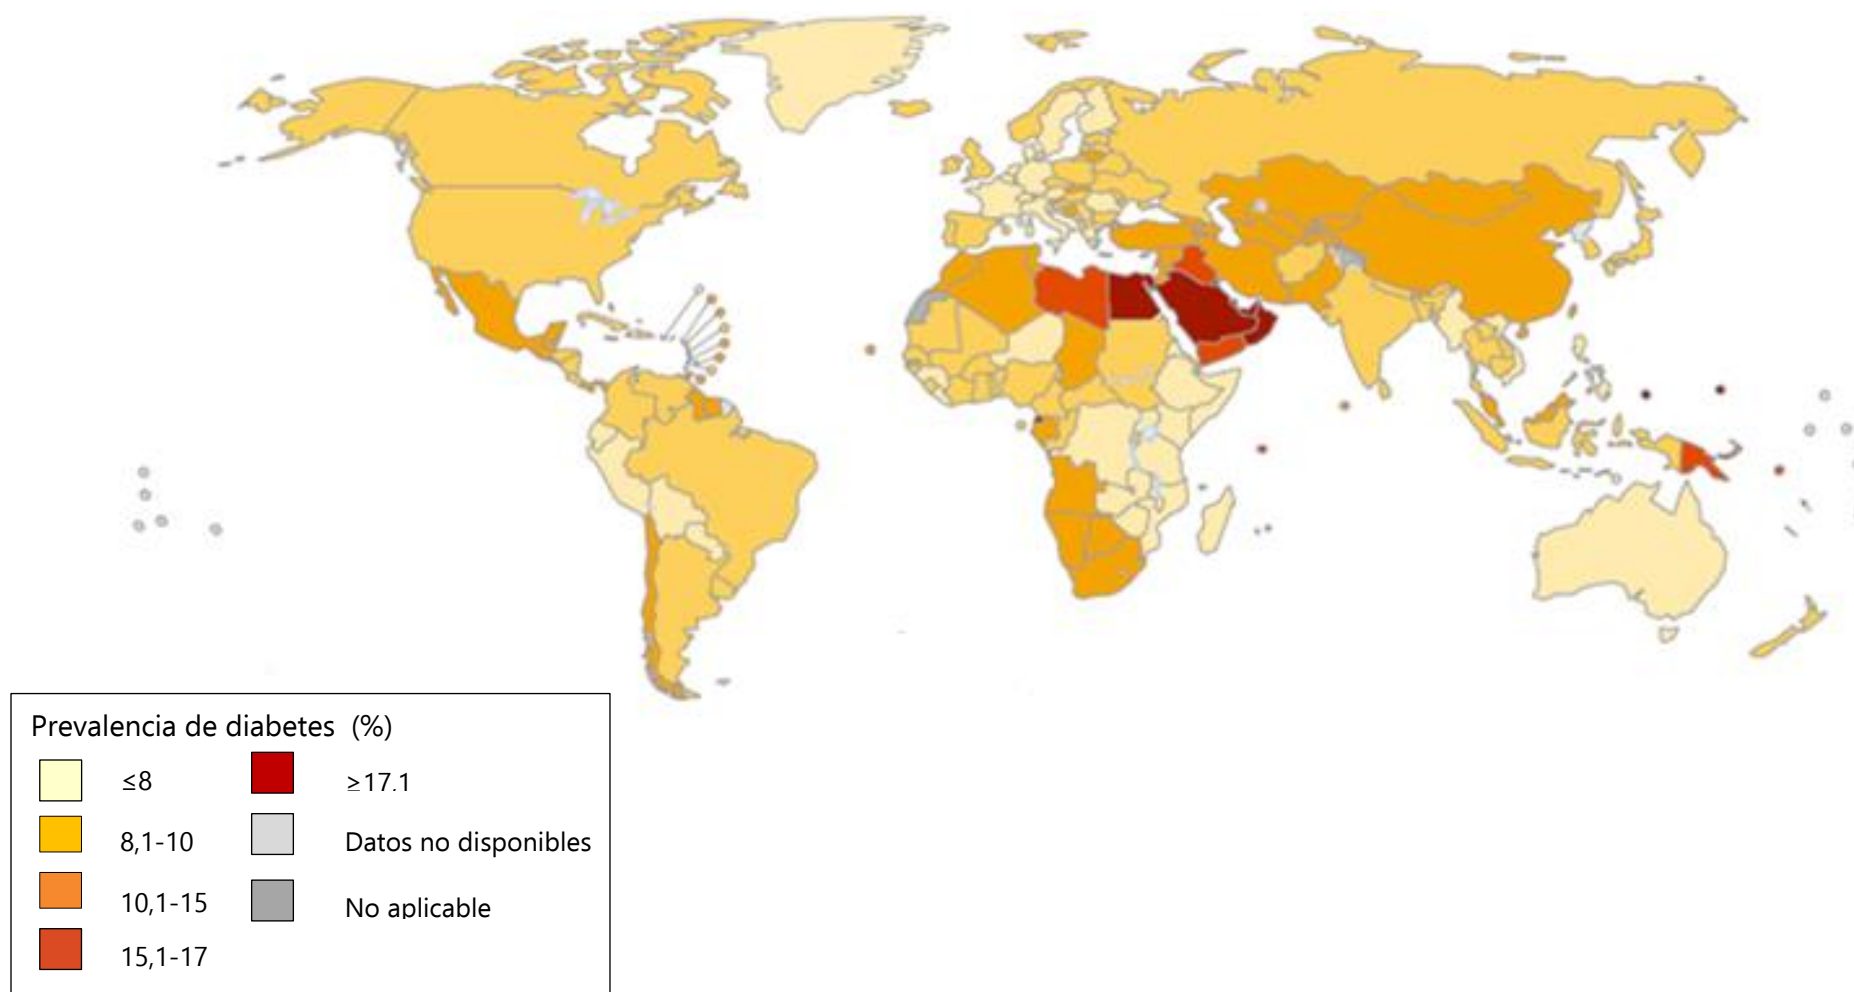 Prevalencia de diabetes (%)
≤8
≥17.1
8,1-10
Datos no disponibles
10,1-15
No aplicable
15,1-17